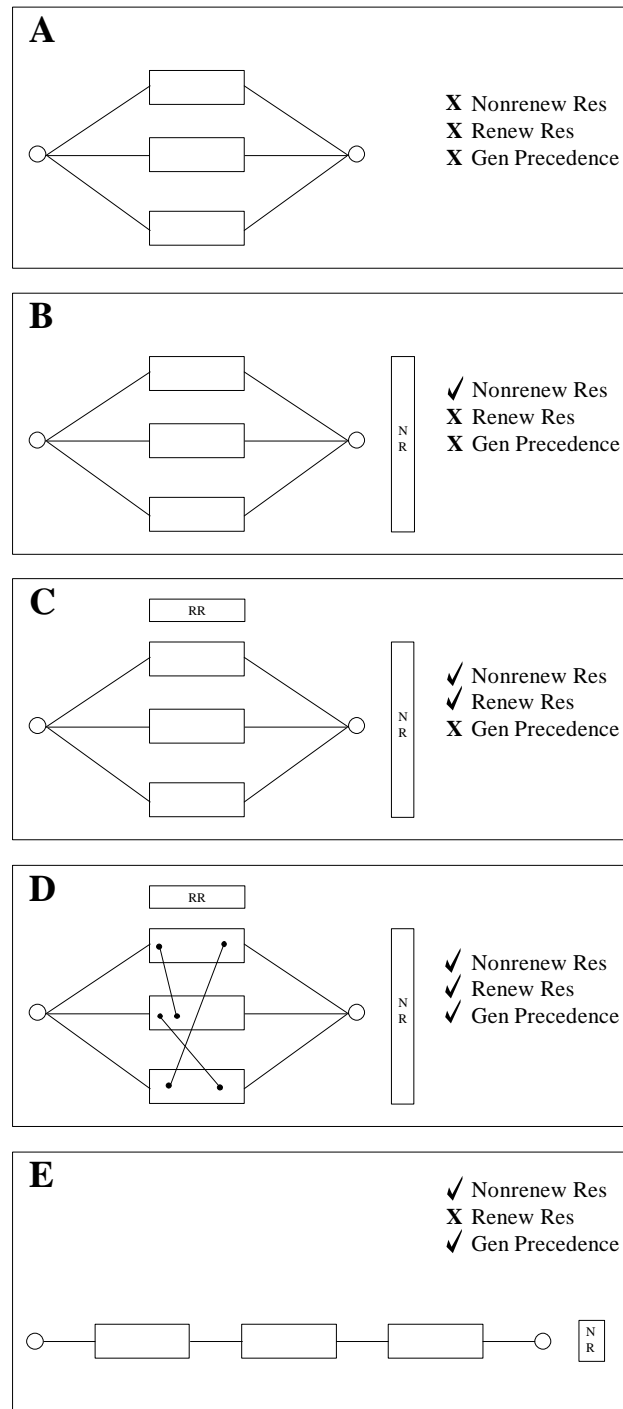 A
X Nonrenew Res
X Renew Res
X Gen Precedence
B
N
R
✓ Nonrenew Res
X Renew Res
X Gen Precedence
C
RR
N
R
✓ Nonrenew Res
✓ Renew Res
X Gen Precedence
D
RR
N
R
✓ Nonrenew Res
✓ Renew Res
✓ Gen Precedence
E
✓ Nonrenew Res
X Renew Res
✓ Gen Precedence
N
R